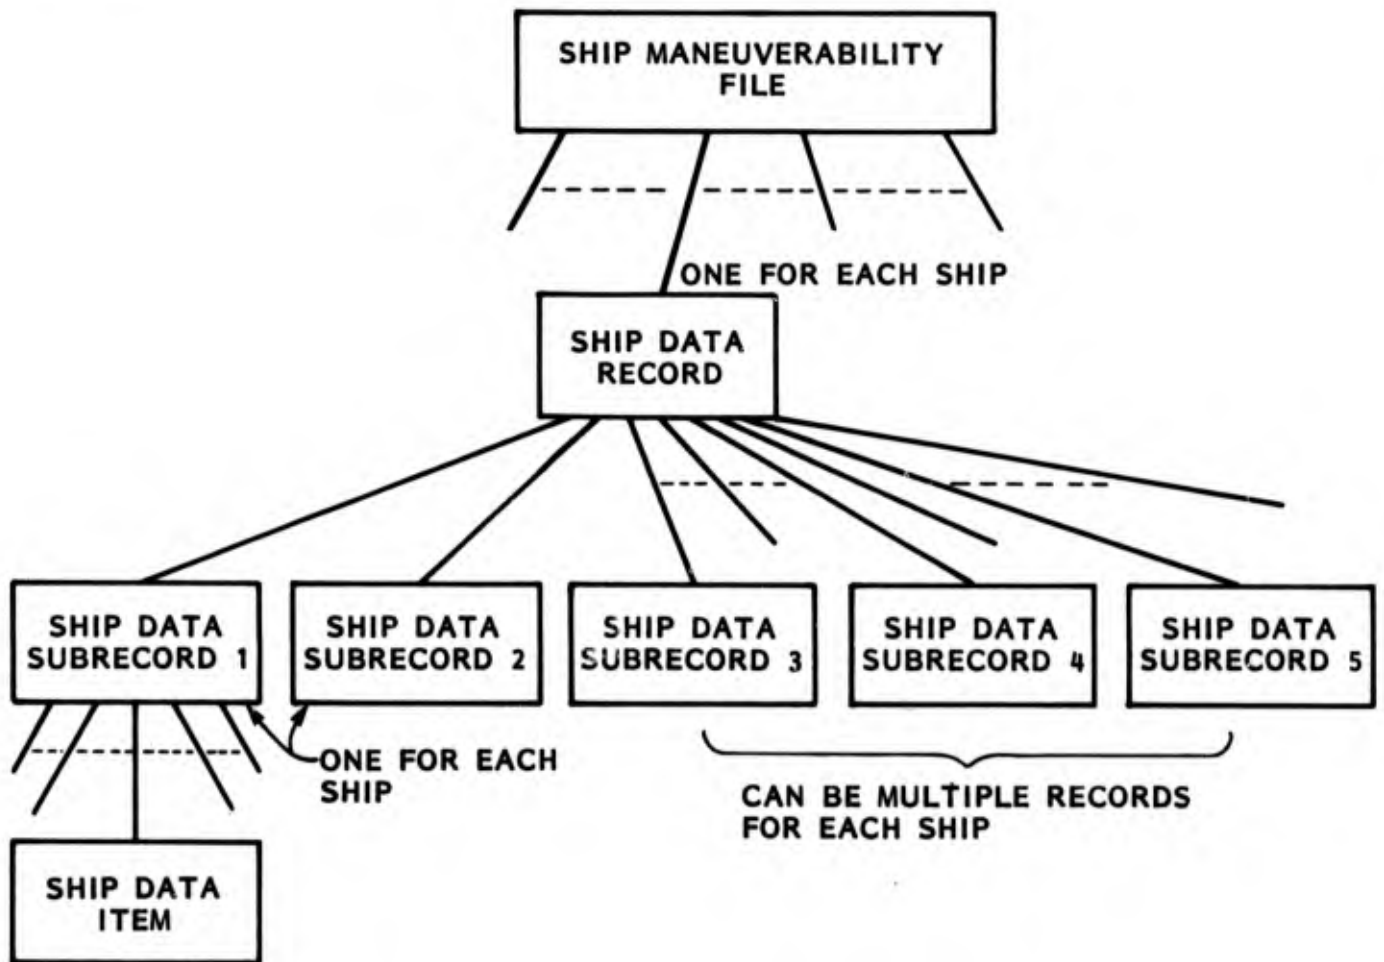 SHIP MANEUVERABILITY
FILE
ONE FOR EACH SHIP
SHIP DATA
RECORD
SHIP DATA
SUBRECORD 1
SHIP DATA
SUBRECORD 2
SHIP DATA
SUBRECORD 3
SHIP DATA
SUBRECORD 4
SHIP DATA
SUBRECORD 5
ONE FOR EACH
SHIP
CAN BE MULTIPLE RECORDS
FOR EACH SHIP
SHIP DATA
ITEM